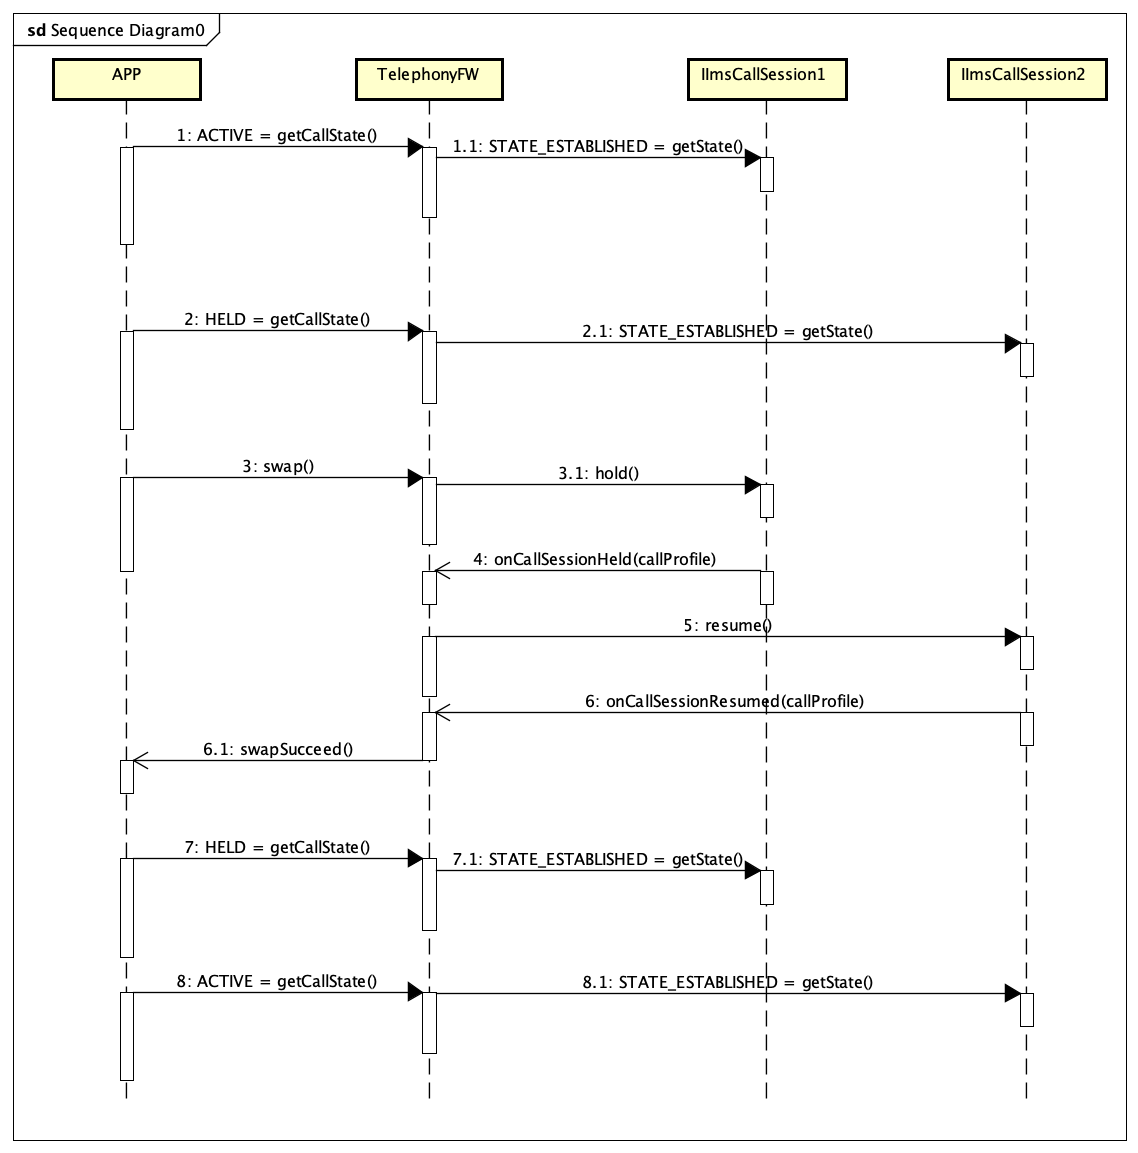 sd Sequence Diagram0
APP
TelephonyFW
IImsCallSession1
IImsCallSession2
1: ACTIVE = getCallState()
1.1: STATE_ESTABLISHED = getState()
2: HELD = getCallState()
2.1: STATE_ESTABLISHED = getState()
3: swap()
3.1: hold()
4: onCallSessionHeld(callProfile)
5: resume()
6: onCallSessionResumed(callProfile)
6.1: swapSucceed()
7: HELD = getCallState()
7.1: STATE_ESTABLISHED = getState()
8: ACTIVE = getCallState()
8.1: STATE_ESTABLISHED = getState()